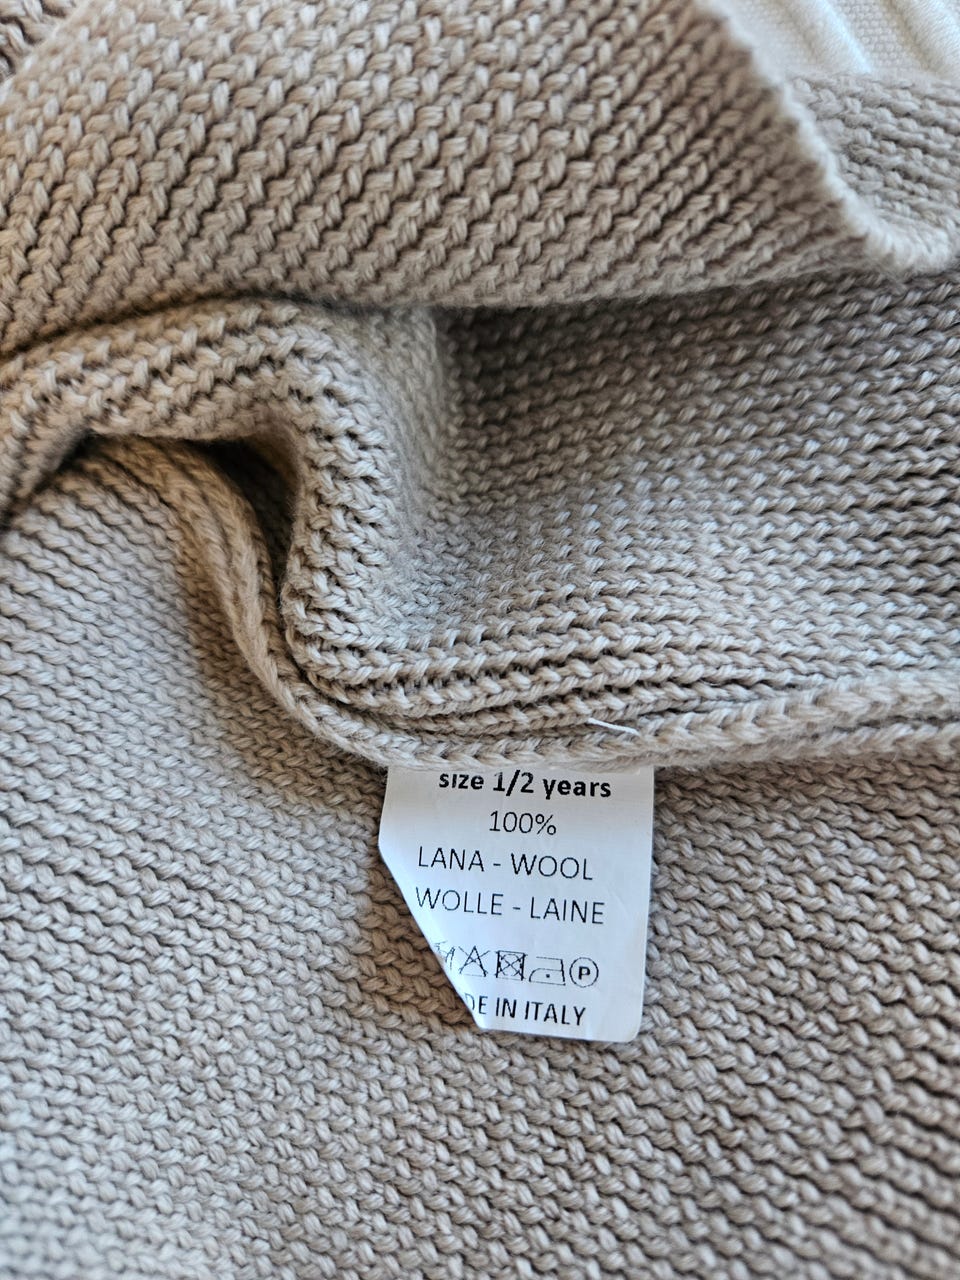 size 1/2 years
100%
LANA - WOOL
WOLLE - LAINE
P
DE IN ITALY